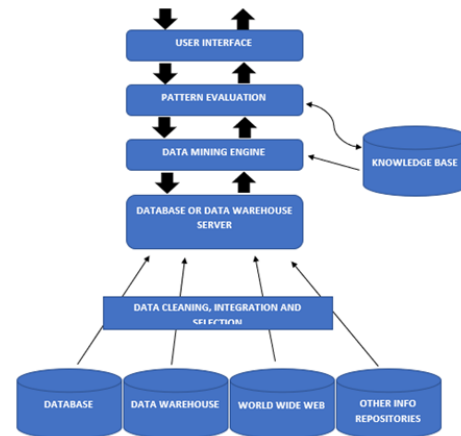 USER INTERFACE
PATTERN EVALUATION
DATA MINING ENGINE
KNOWLEDGE BASE
DATABASE OR DATA WAREHOUSE
SERVER
DATA CLEANING, INTEGRATION AND
SELECTION
DATABASE
DATA WAREHOUSE
WORLD WIDE WEB
OTHER INFO
REPOSITORIES